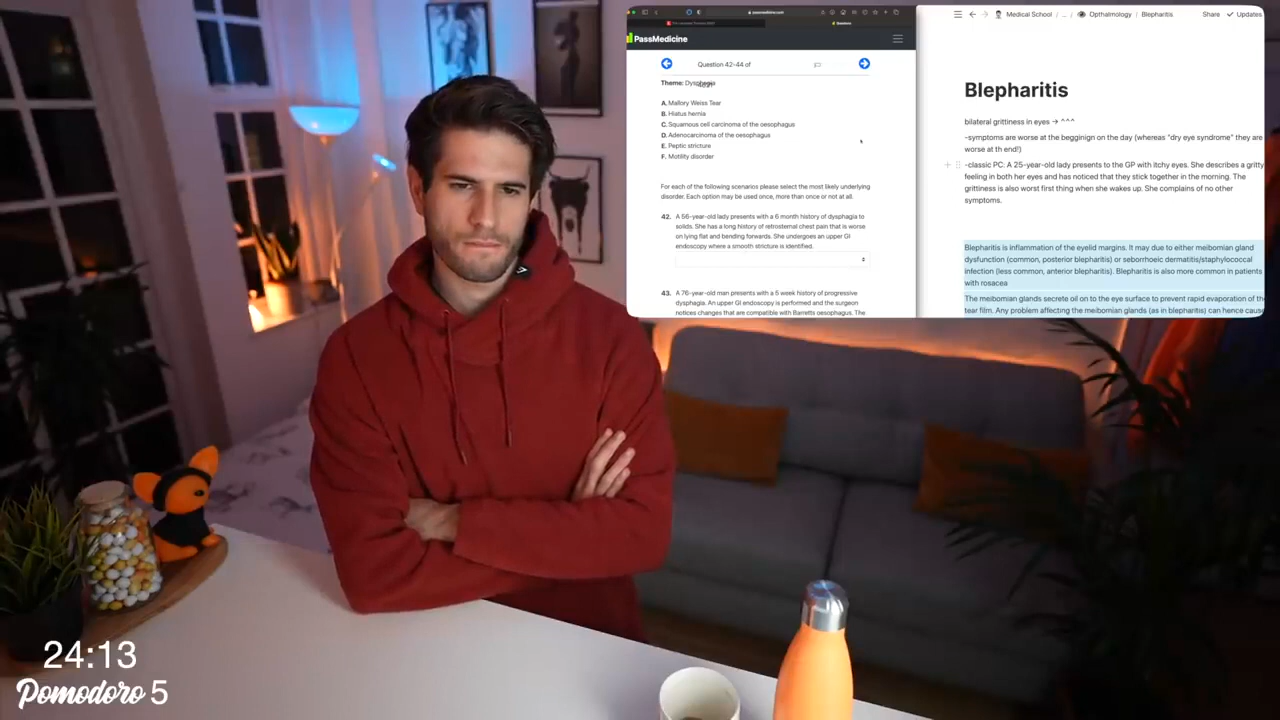 passmedicine.com
Questions
PassMedicine
Question 42-44 of
Theme: Dysphagia
A. Mallory Weiss Tear
B. Hiatus hernia
C. Squamous cell carcinoma of the oesophagus
D. Adenocarcinoma of the oesophagus
E. Peptic stricture
F. Motility disorder
For each of the following scenarios please select the most likely underlying
disorder. Each option may be used once, more than once or not at all.
42. A 56-year-old lady presents with a 6 month history of dysphagia to
solids. She has a long history of retrosternal chest pain that is worse
on lying flat and bending forwards. She undergoes an upper GI
endoscopy where a smooth stricture is identified.
43. A 76-year-old man presents with a 5 week history of progressive
dysphagia. An upper GI endoscopy is performed and the surgeon
notices changes that are compatible with Barretts oesophagus. The
Medical School / ... / Opthalmology / Blepharitis
Share Updates
Blepharitis
bilateral grittiness in eyes → ^^^
-symptoms are worse at the begginign on the day (whereas "dry eye syndrome" they are
worse at th end!)
-classic PC: A 25-year-old lady presents to the GP with itchy eyes. She describes a gritty
feeling in both her eyes and has noticed that they stick together in the morning. The
grittiness is also worst first thing when she wakes up. She complains of no other
symptoms.
Blepharitis is inflammation of the eyelid margins. It may due to either meibomian gland
dysfunction (common, posterior blepharitis) or seborrhoeic dermatitis/staphylococcal
infection (less common, anterior blepharitis). Blepharitis is also more common in patients
with rosacea
The meibomian glands secrete oil on to the eye surface to prevent rapid evaporation of the
tear film. Any problem affecting the meibomian glands (as in blepharitis) can hence cause
24:13
Pomodoro 5